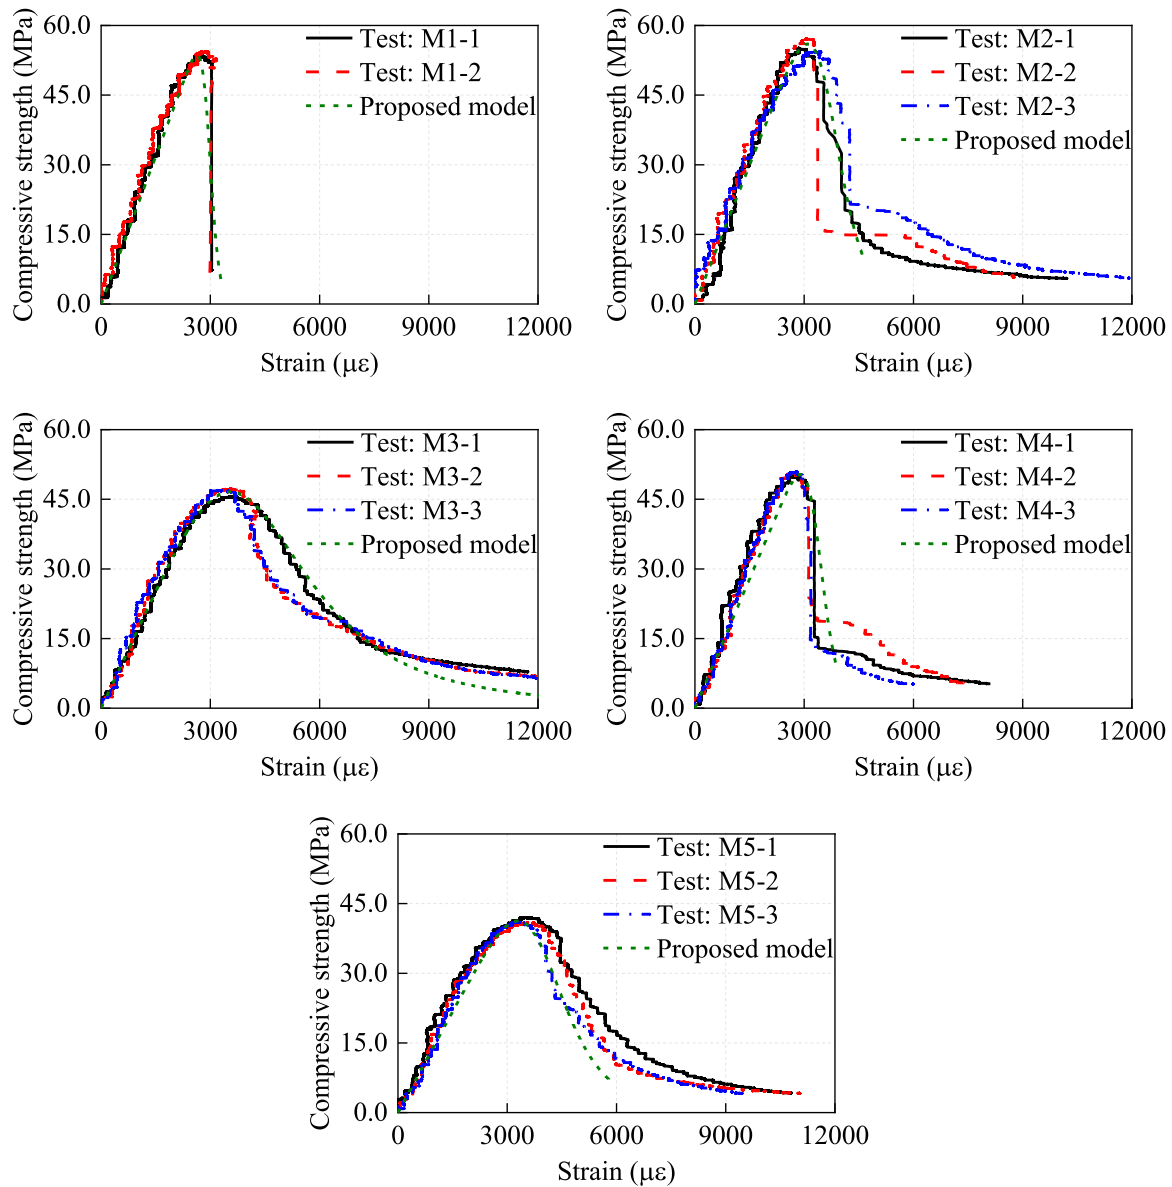 Compressive strength (MPa)
60.0
45.0
30.0
15.0
0.0
0
3000
6000
9000
12000
Strain (με)
Test: M1-1
Test: M1-2
Proposed model
Compressive strength (MPa)
60.0
45.0
30.0
15.0
0.0
0
3000
6000
9000
12000
Strain (με)
Test: M2-1
Test: M2-2
Test: M2-3
Proposed model
Compressive strength (MPa)
60.0
45.0
30.0
15.0
0.0
0
3000
6000
9000
12000
Strain (με)
Test: M3-1
Test: M3-2
Test: M3-3
Proposed model
Compressive strength (MPa)
60.0
45.0
30.0
15.0
0.0
0
3000
6000
9000
12000
Strain (με)
Test: M4-1
Test: M4-2
Test: M4-3
Proposed model
Compressive strength (MPa)
60.0
45.0
30.0
15.0
0.0
0
3000
6000
9000
12000
Strain (με)
Test: M5-1
Test: M5-2
Test: M5-3
Proposed model